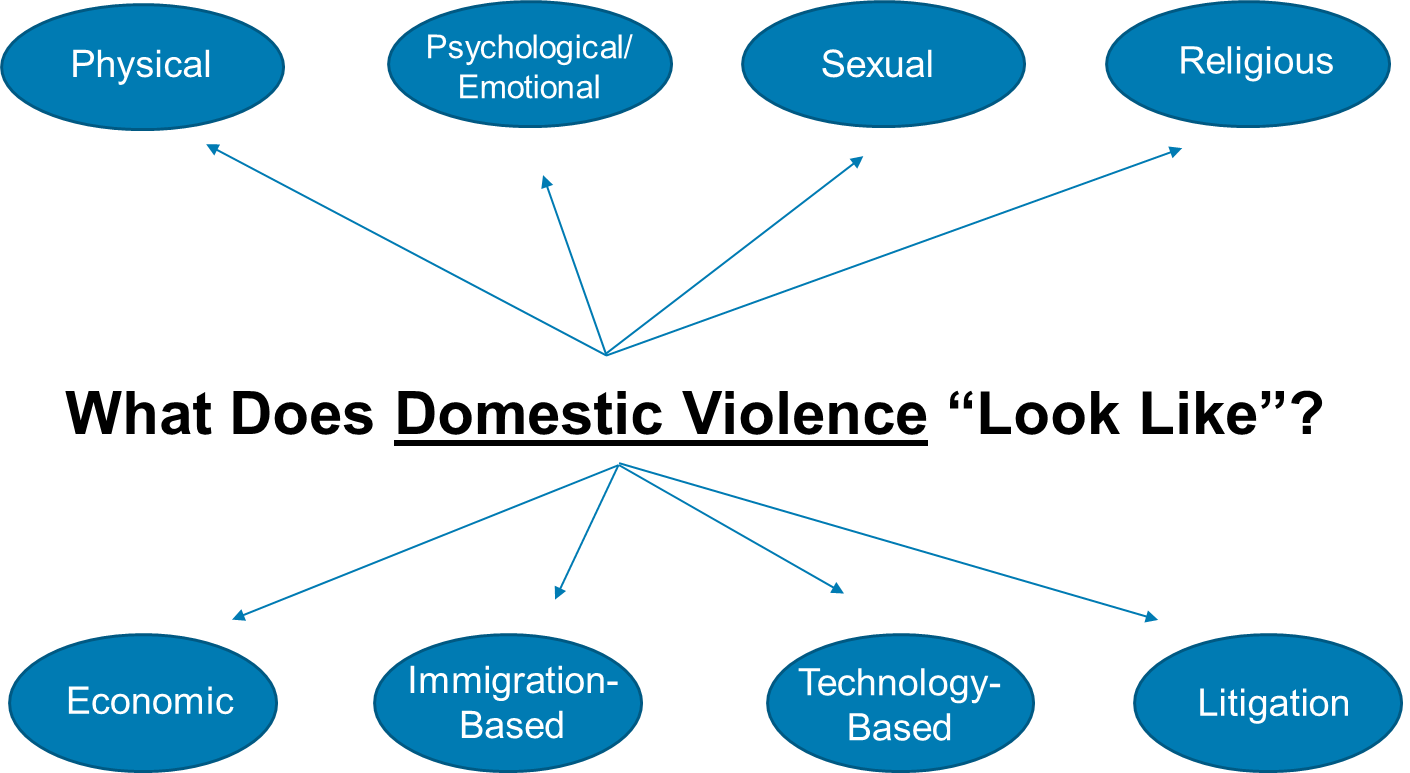 Physical
Psychological/
Emotional
Sexual
Religious
What Does Domestic Violence “Look Like”?
Economic
Immigration-
Based
Technology-
Based
Litigation